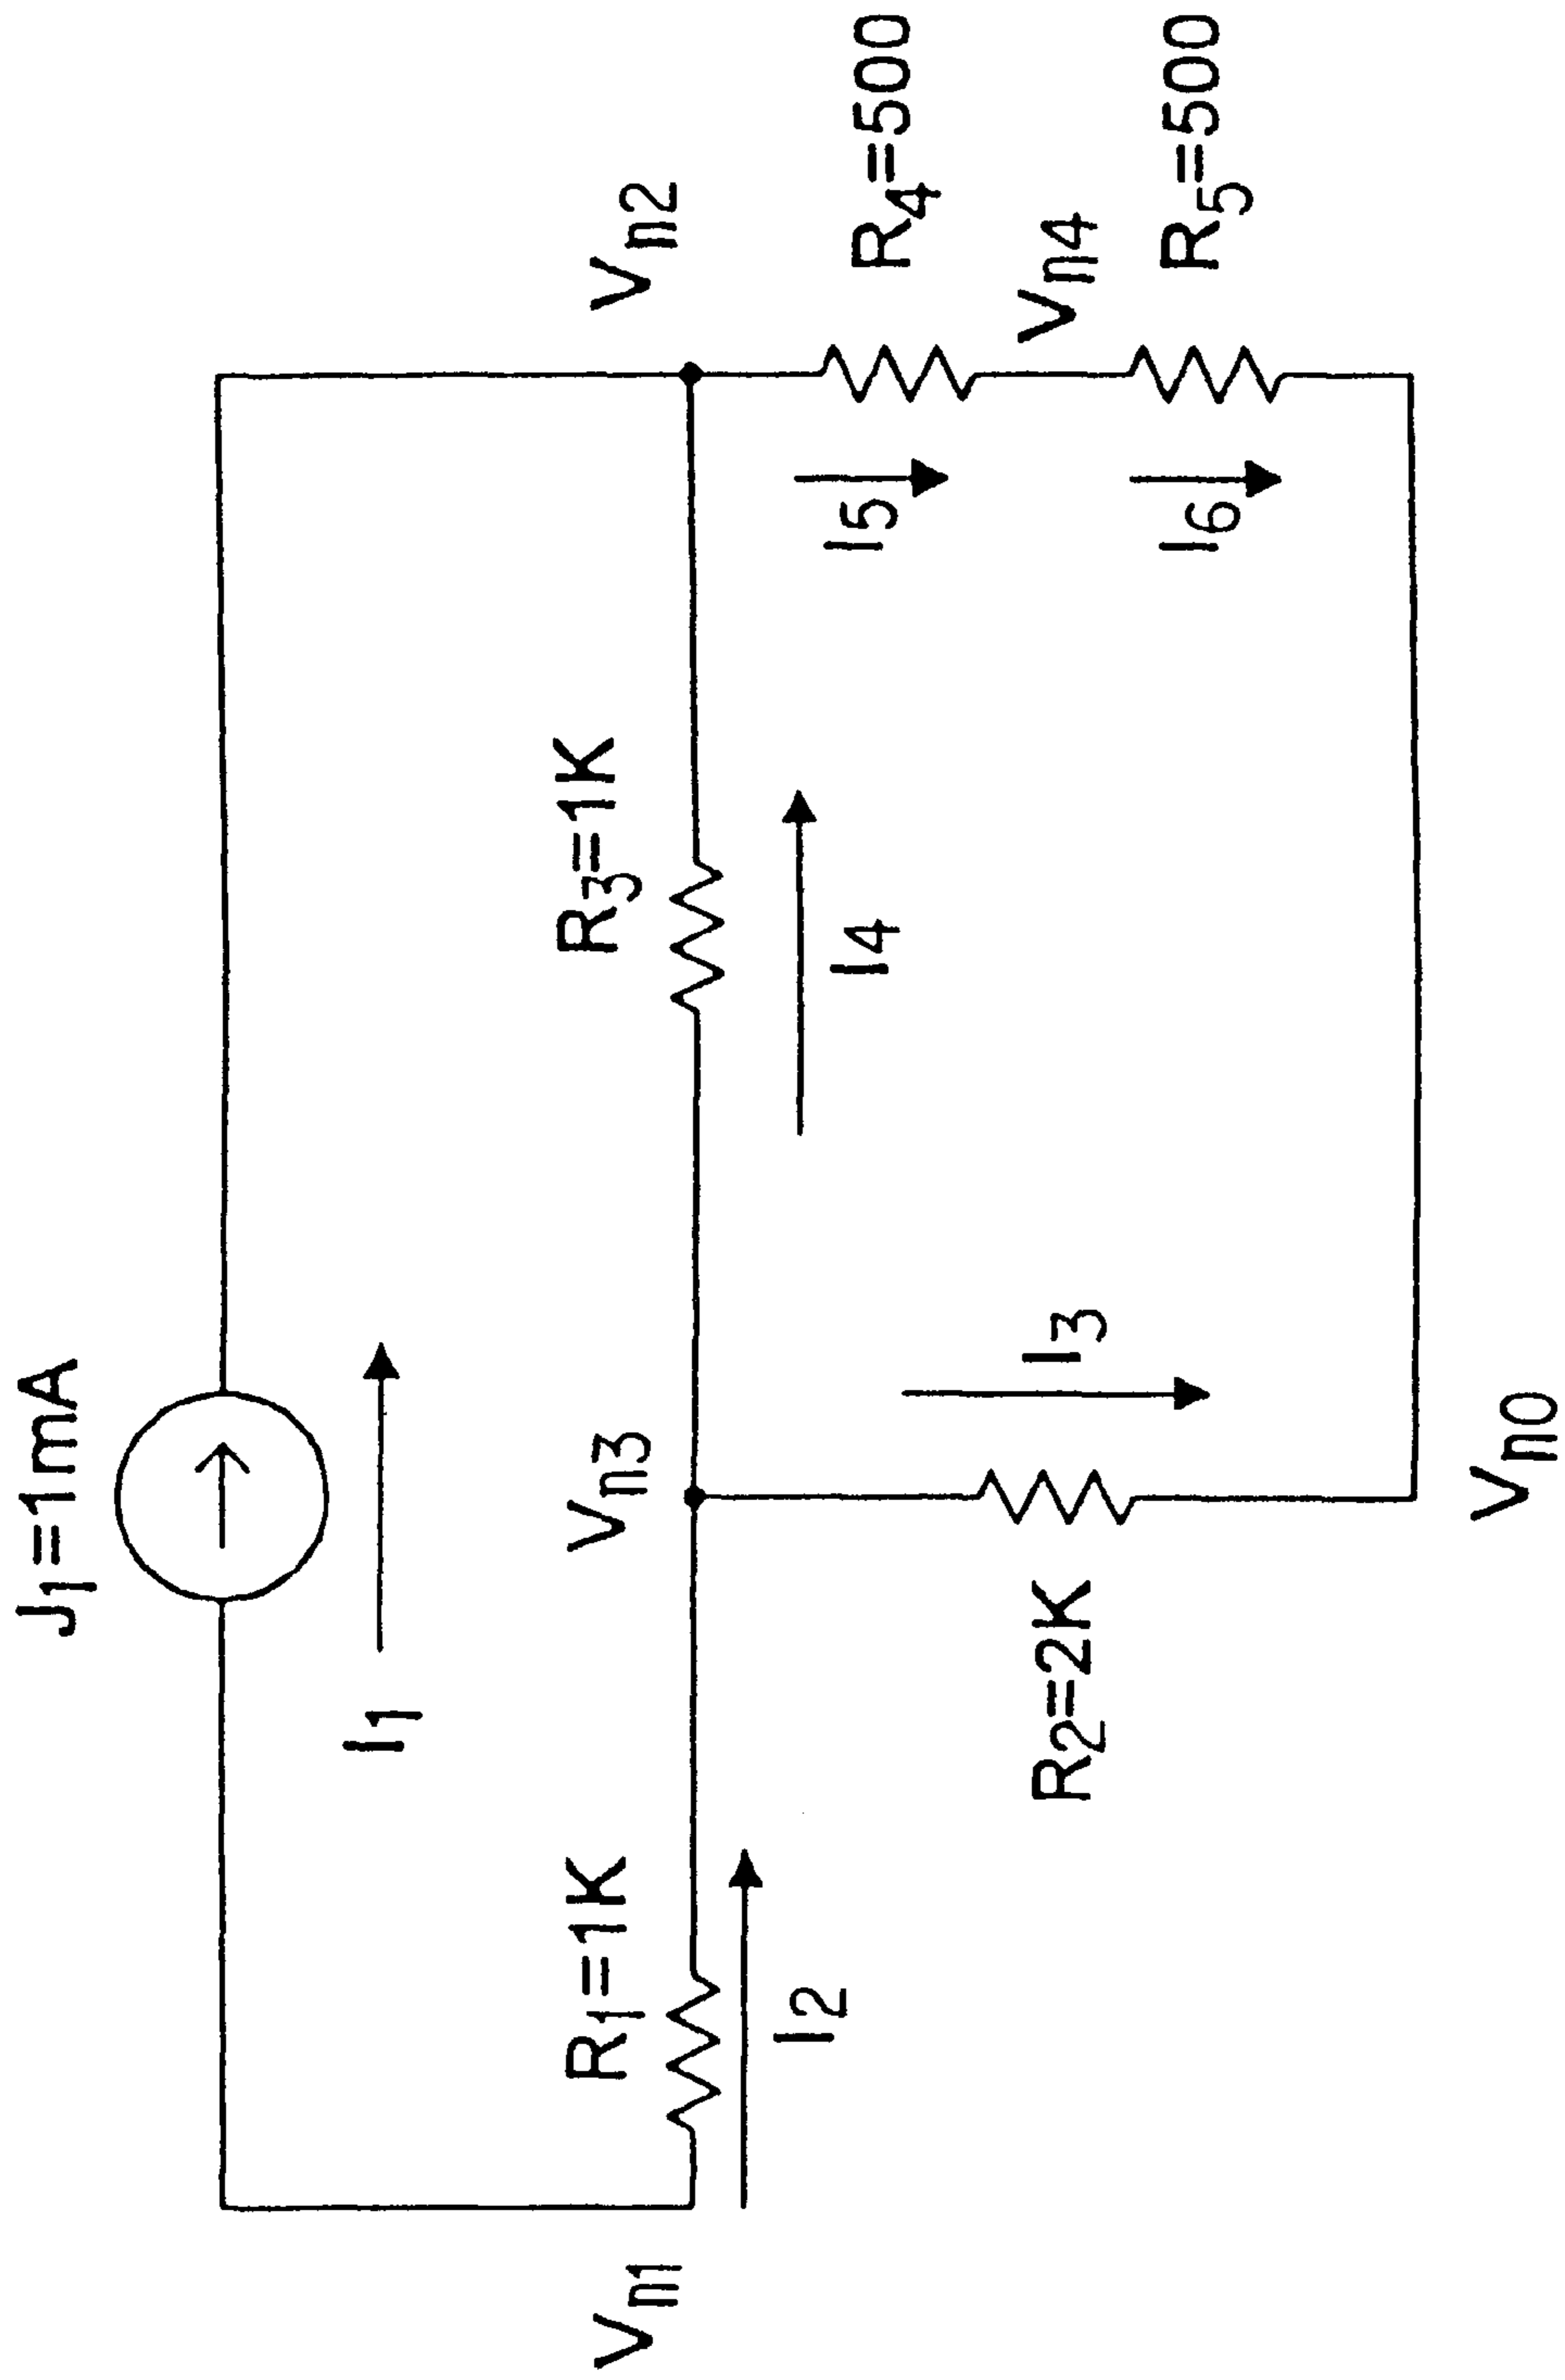 J1=1mA
I1
Vn1
R1=1K
Vn3
R3=1K
Vn2
I2
I4
I5
R4=500
Vn4
R2=2K
I3
I6
R5=500
Vn0